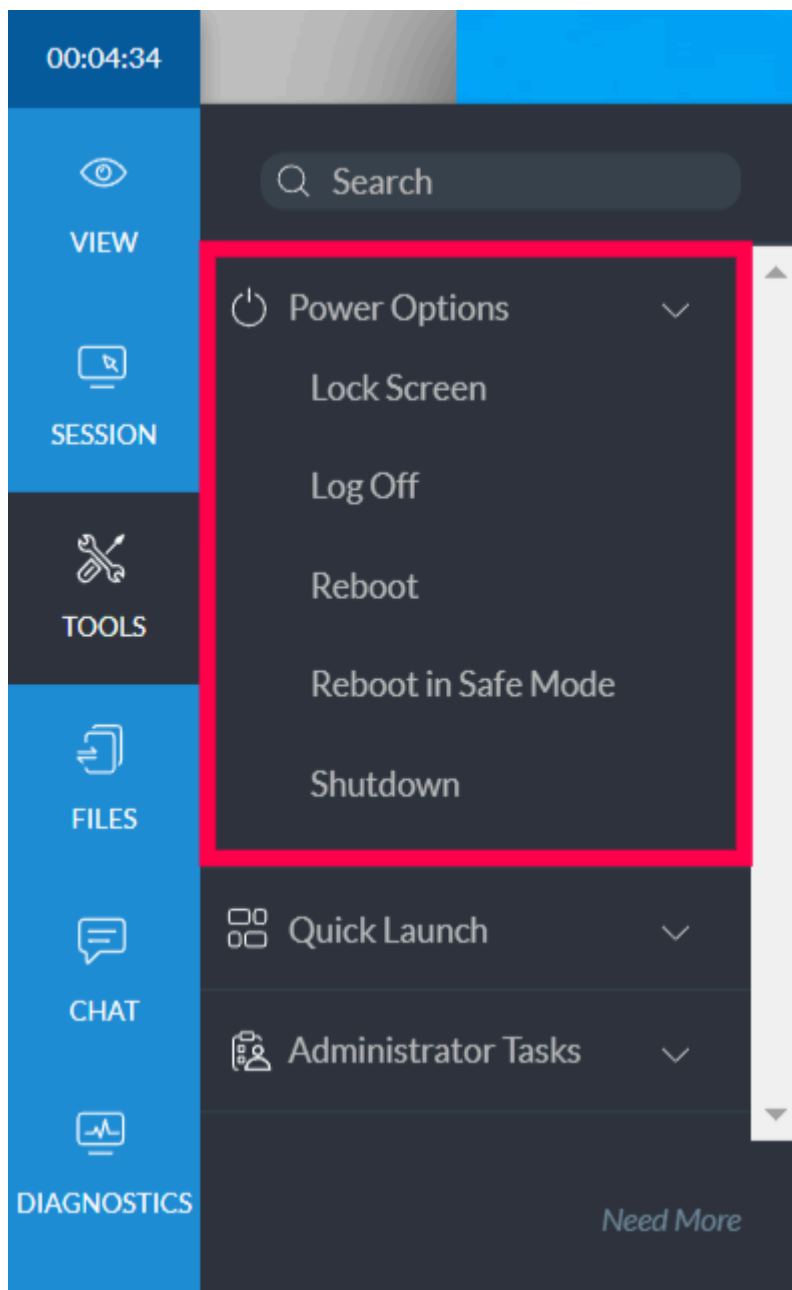 00:04:34
VIEW
SESSION
TOOLS
FILES
CHAT
DIAGNOSTICS
Search
Power Options
Lock Screen
Log Off
Reboot
Reboot in Safe Mode
Shutdown
Quick Launch
Administrator Tasks
Need More